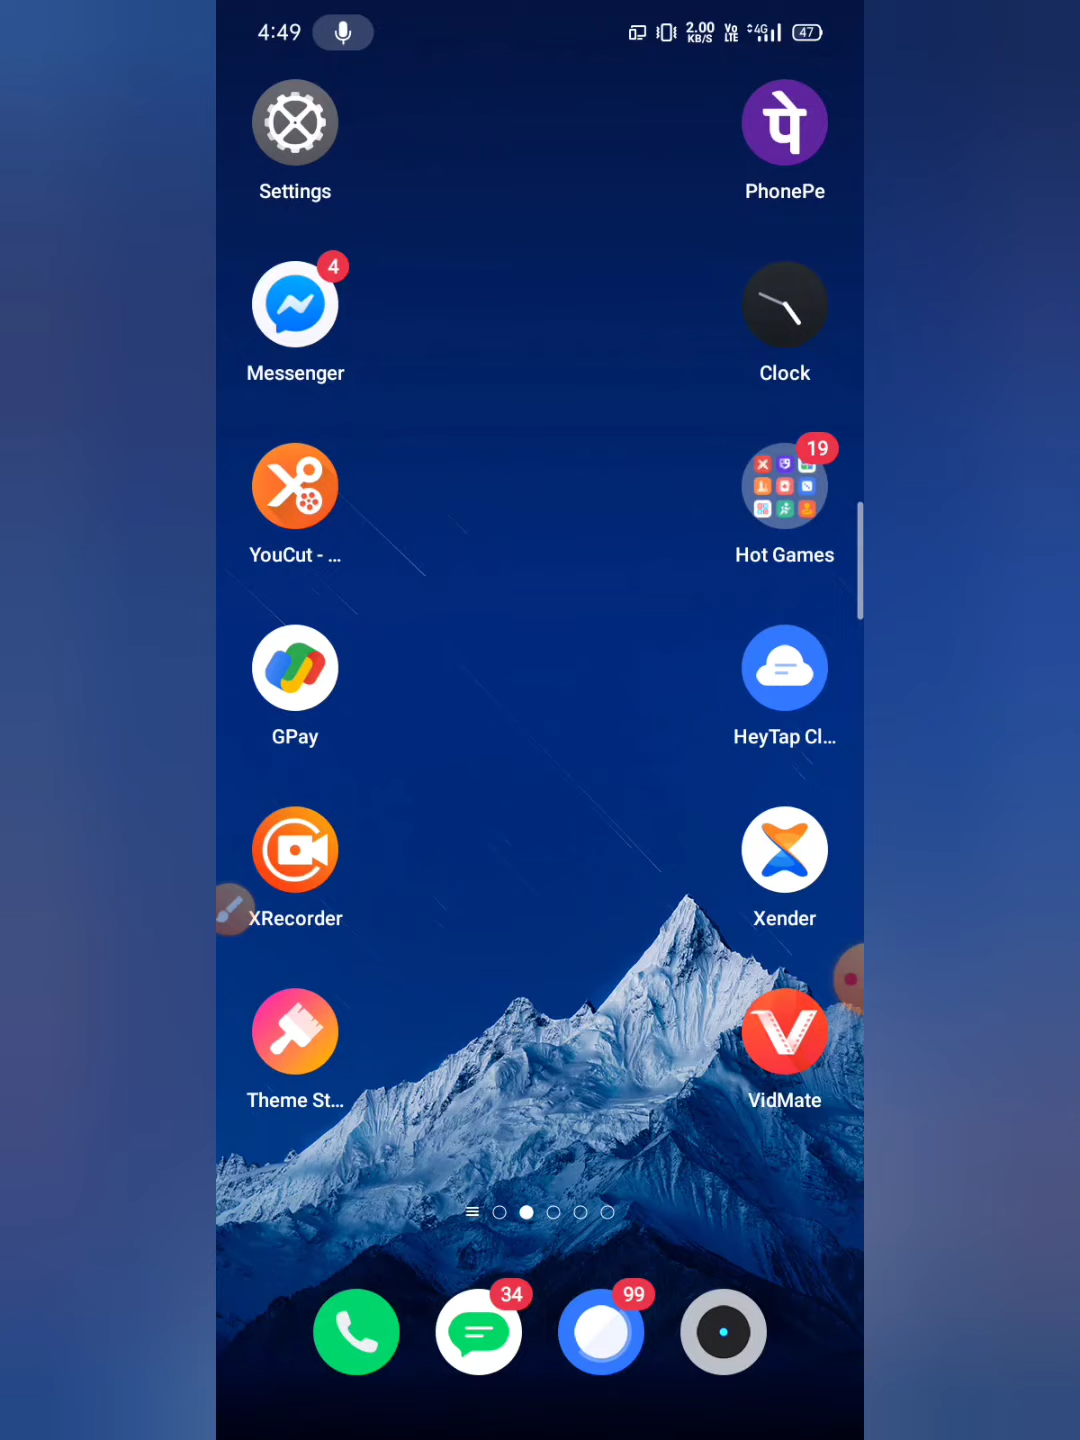 4:49 2.00 KB/S Vo LTE 4G 47
Settings पे PhonePe
4
Messenger Clock
19
YouCut - ... Hot Games
GPay HeyTap Cl...
XRecorder Xender
Theme St... VidMate
34 99